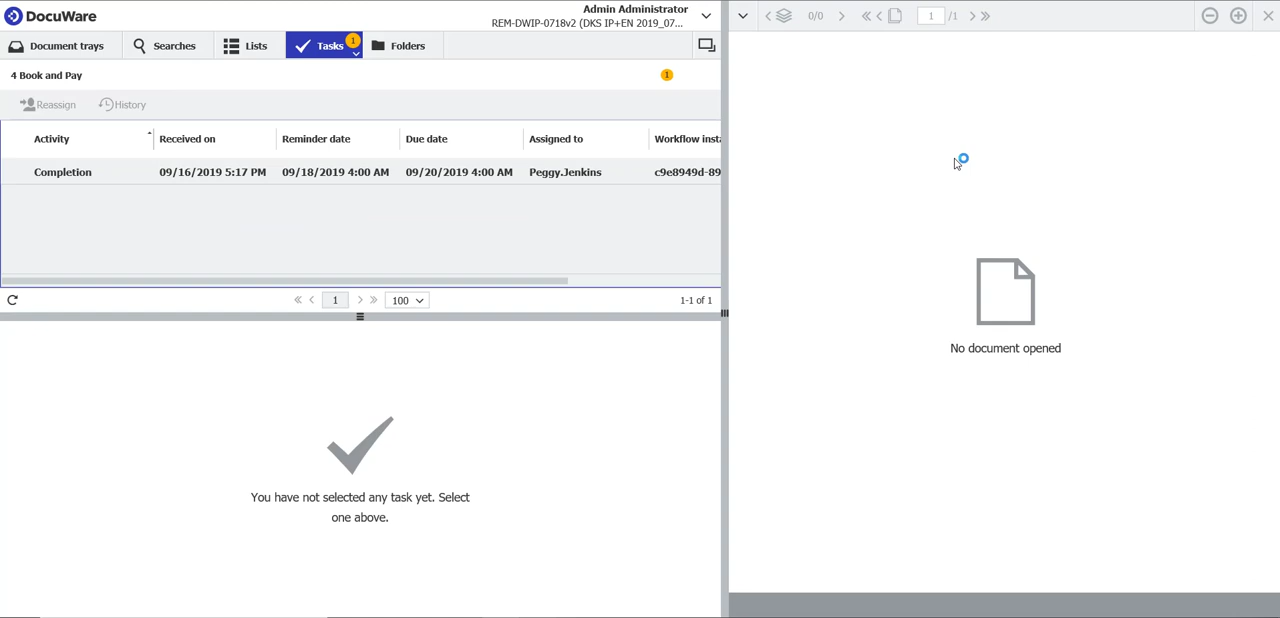 DocuWare
Admin Administrator
REM-DWIP-0718v2 (DKS IP+EN 2019_07...
Document trays
Searches
Lists
Tasks
1
Folders
4 Book and Pay
1
Reassign
History
Activity
Received on
Reminder date
Due date
Assigned to
Workflow insta
Completion
09/16/2019 5:17 PM
09/18/2019 4:00 AM
09/20/2019 4:00 AM
Peggy.Jenkins
c9e8949d-89
1
100
1-1 of 1
You have not selected any task yet. Select
one above.
0/0
1
/1
No document opened